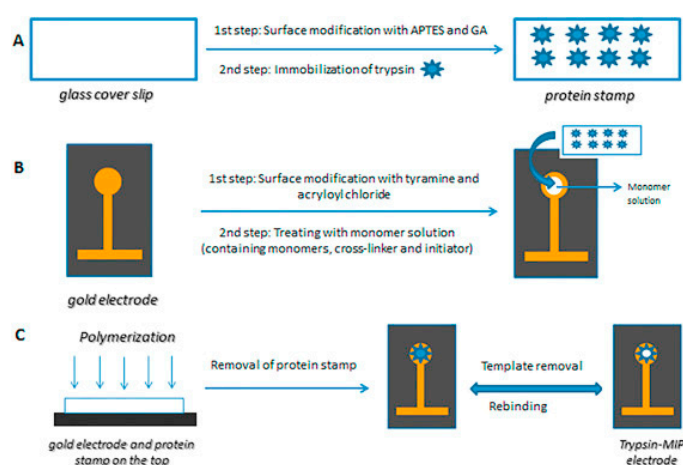 A
1st step: Surface modification with APTES and GA
2nd step: Immobilization of trypsin
glass cover slip
protein stamp
B
1st step: Surface modification with tyramine and
acryloyl chloride
2nd step: Treating with monomer solution
(containing monomers, cross-linker and initiator)
Monomer
solution
gold electrode
C
Polymerization
Removal of protein stamp
Template removal
Rebinding
gold electrode and protein
stamp on the top
Trypsin-MIP
electrode